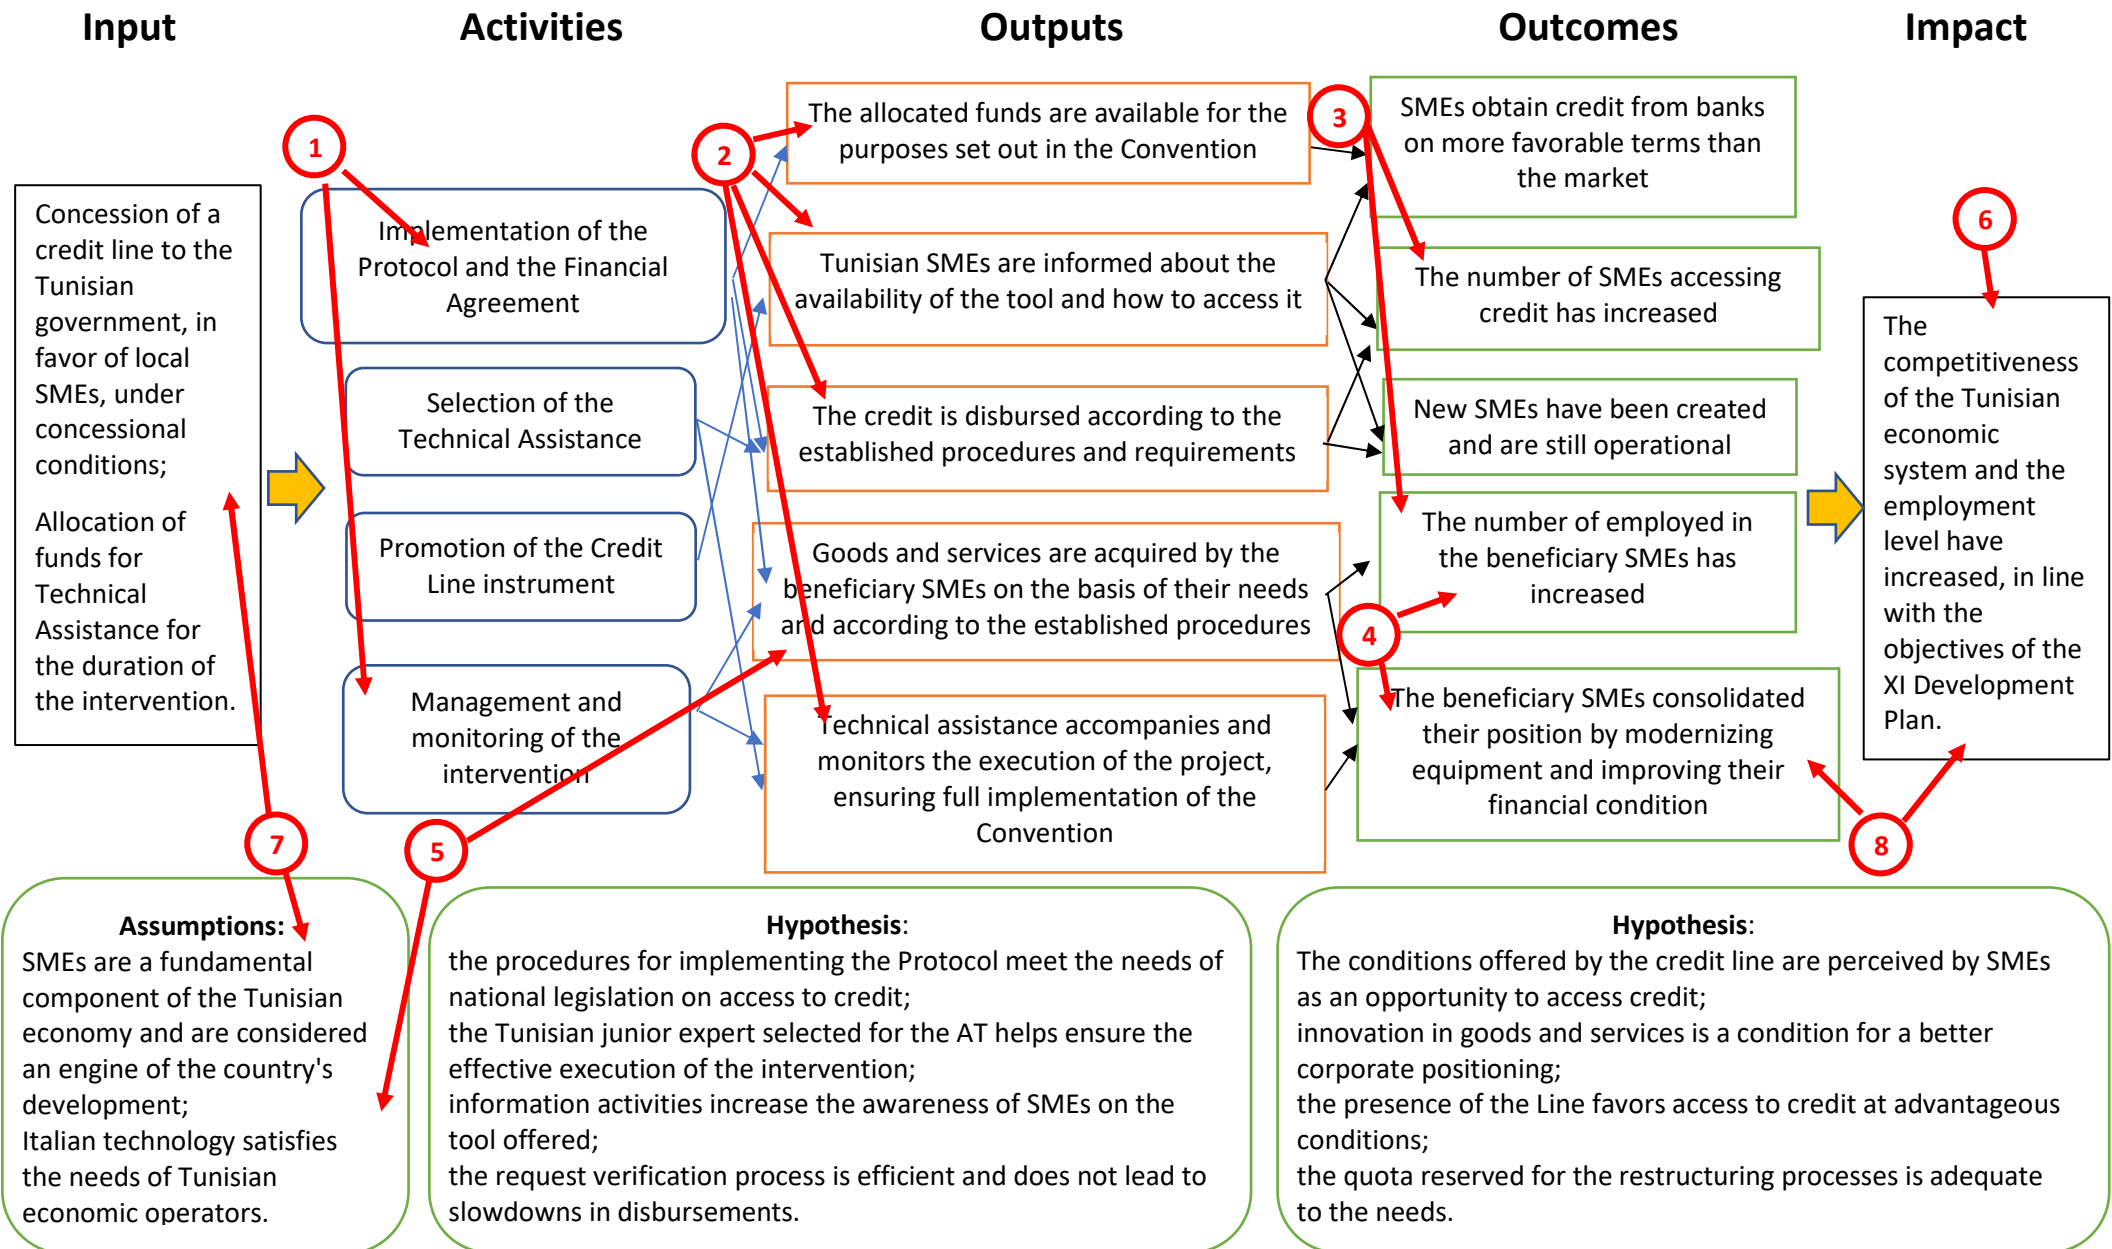 Input
Activities
Outputs
Outcomes
Impact
Concession of a
credit line to the
Tunisian
government, in
favor of local
SMEs, under
concessional
conditions;
Allocation of
funds for
Technical
Assistance for
the duration of
the intervention.
1
Implementation of the
Protocol and the Financial
Agreement
Selection of the
Technical Assistance
Promotion of the Credit
Line instrument
Management and
monitoring of the
intervention
2
The allocated funds are available for the
purposes set out in the Convention
Tunisian SMEs are informed about the
availability of the tool and how to access it
The credit is disbursed according to the
established procedures and requirements
Goods and services are acquired by the
beneficiary SMEs on the basis of their needs
and according to the established procedures
Technical assistance accompanies and
monitors the execution of the project,
ensuring full implementation of the
Convention
3
SMEs obtain credit from banks
on more favorable terms than
the market
The number of SMEs accessing
credit has increased
New SMEs have been created
and are still operational
The number of employed in
the beneficiary SMEs has
increased
4
The beneficiary SMEs consolidated
their position by modernizing
equipment and improving their
financial condition
6
The
competitiveness
of the Tunisian
economic
system and the
employment
level have
increased, in line
with the
objectives of the
XI Development
Plan.
7
5
8
Assumptions:
SMEs are a fundamental
component of the Tunisian
economy and are considered
an engine of the country's
development;
Italian technology satisfies
the needs of Tunisian
economic operators.
Hypothesis:
the procedures for implementing the Protocol meet the needs of
national legislation on access to credit;
the Tunisian junior expert selected for the AT helps ensure the
effective execution of the intervention;
information activities increase the awareness of SMEs on the
tool offered;
the request verification process is efficient and does not lead to
slowdowns in disbursements.
Hypothesis:
The conditions offered by the credit line are perceived by SMEs
as an opportunity to access credit;
innovation in goods and services is a condition for a better
corporate positioning;
the presence of the Line favors access to credit at advantageous
conditions;
the quota reserved for the restructuring processes is adequate
to the needs.